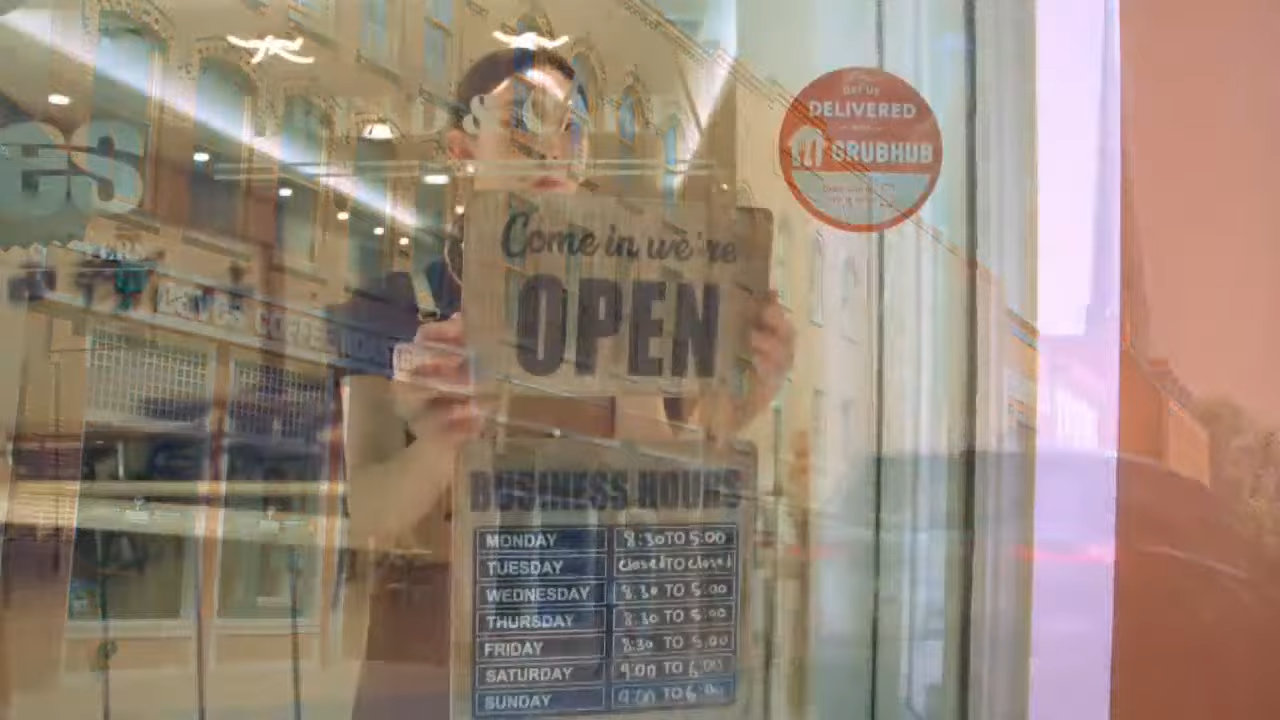 ES
Come in we're
OPEN
DELIVERED
GRUBHUB
COFFEE
BUSINESS HOURS
MONDAY 8:30 TO 5:00
TUESDAY closed TO closed
WEDNESDAY 8:30 TO 5:00
THURSDAY 8:30 TO 5:00
FRIDAY 8:30 TO 5:00
SATURDAY 9:00 TO 6:00
SUNDAY 9:00 TO 6:00